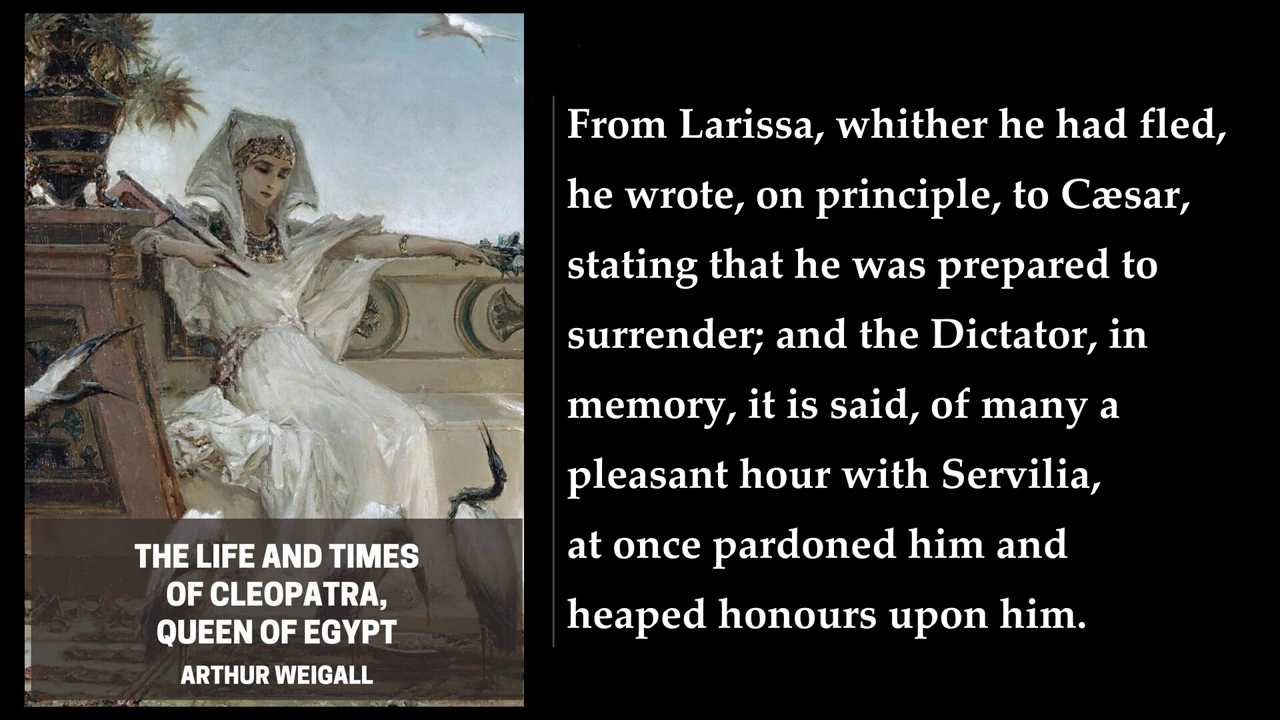 From Larissa, whither he had fled,
he wrote, on principle, to Cæsar,
stating that he was prepared to
surrender; and the Dictator, in
memory, it is said, of many a
pleasant hour with Servilia,
at once pardoned him and
heaped honours upon him.
THE LIFE AND TIMES
OF CLEOPATRA,
QUEEN OF EGYPT
ARTHUR WEIGALL